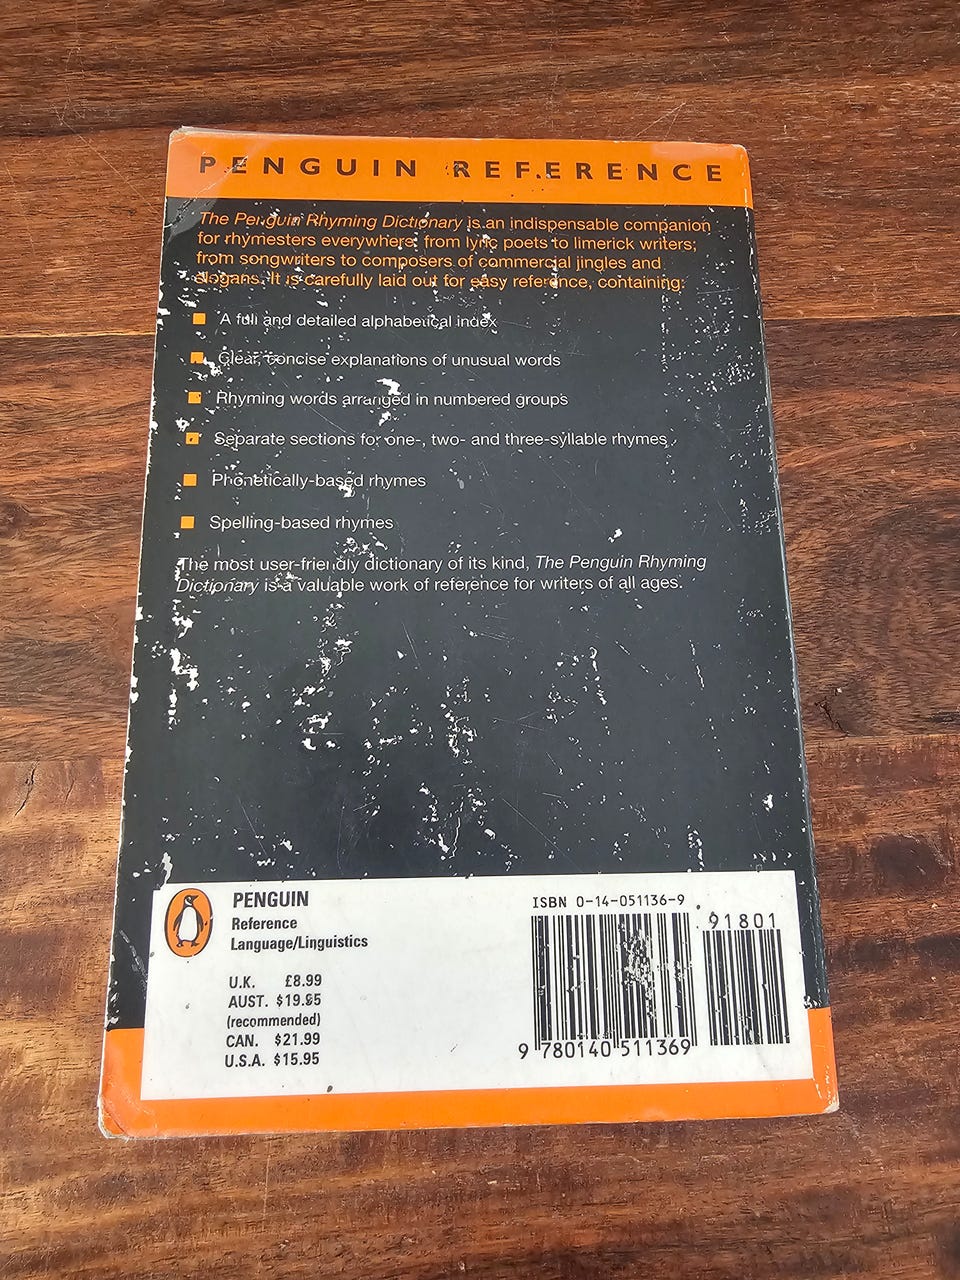 PENGUIN REFERENCE
The Penguin Rhyming Dictionary is an indispensable companion
for rhymesters everywhere: from lyric poets to limerick writers;
from songwriters to composers of commercial jingles and
slogans. It is carefully laid out for easy reference, containing:
A full and detailed alphabetical index
Clear, concise explanations of unusual words
Rhyming words arranged in numbered groups
Separate sections for one-, two- and three-syllable rhymes
Phonetically-based rhymes
Spelling-based rhymes
The most user-friendly dictionary of its kind, The Penguin Rhyming
Dictionary is a valuable work of reference for writers of all ages.
PENGUIN
Reference
Language/Linguistics
U.K. £8.99
AUST. $19.95
(recommended)
CAN. $21.99
U.S.A. $15.95
ISBN 0-14-051136-9
91801
9 780140 511369